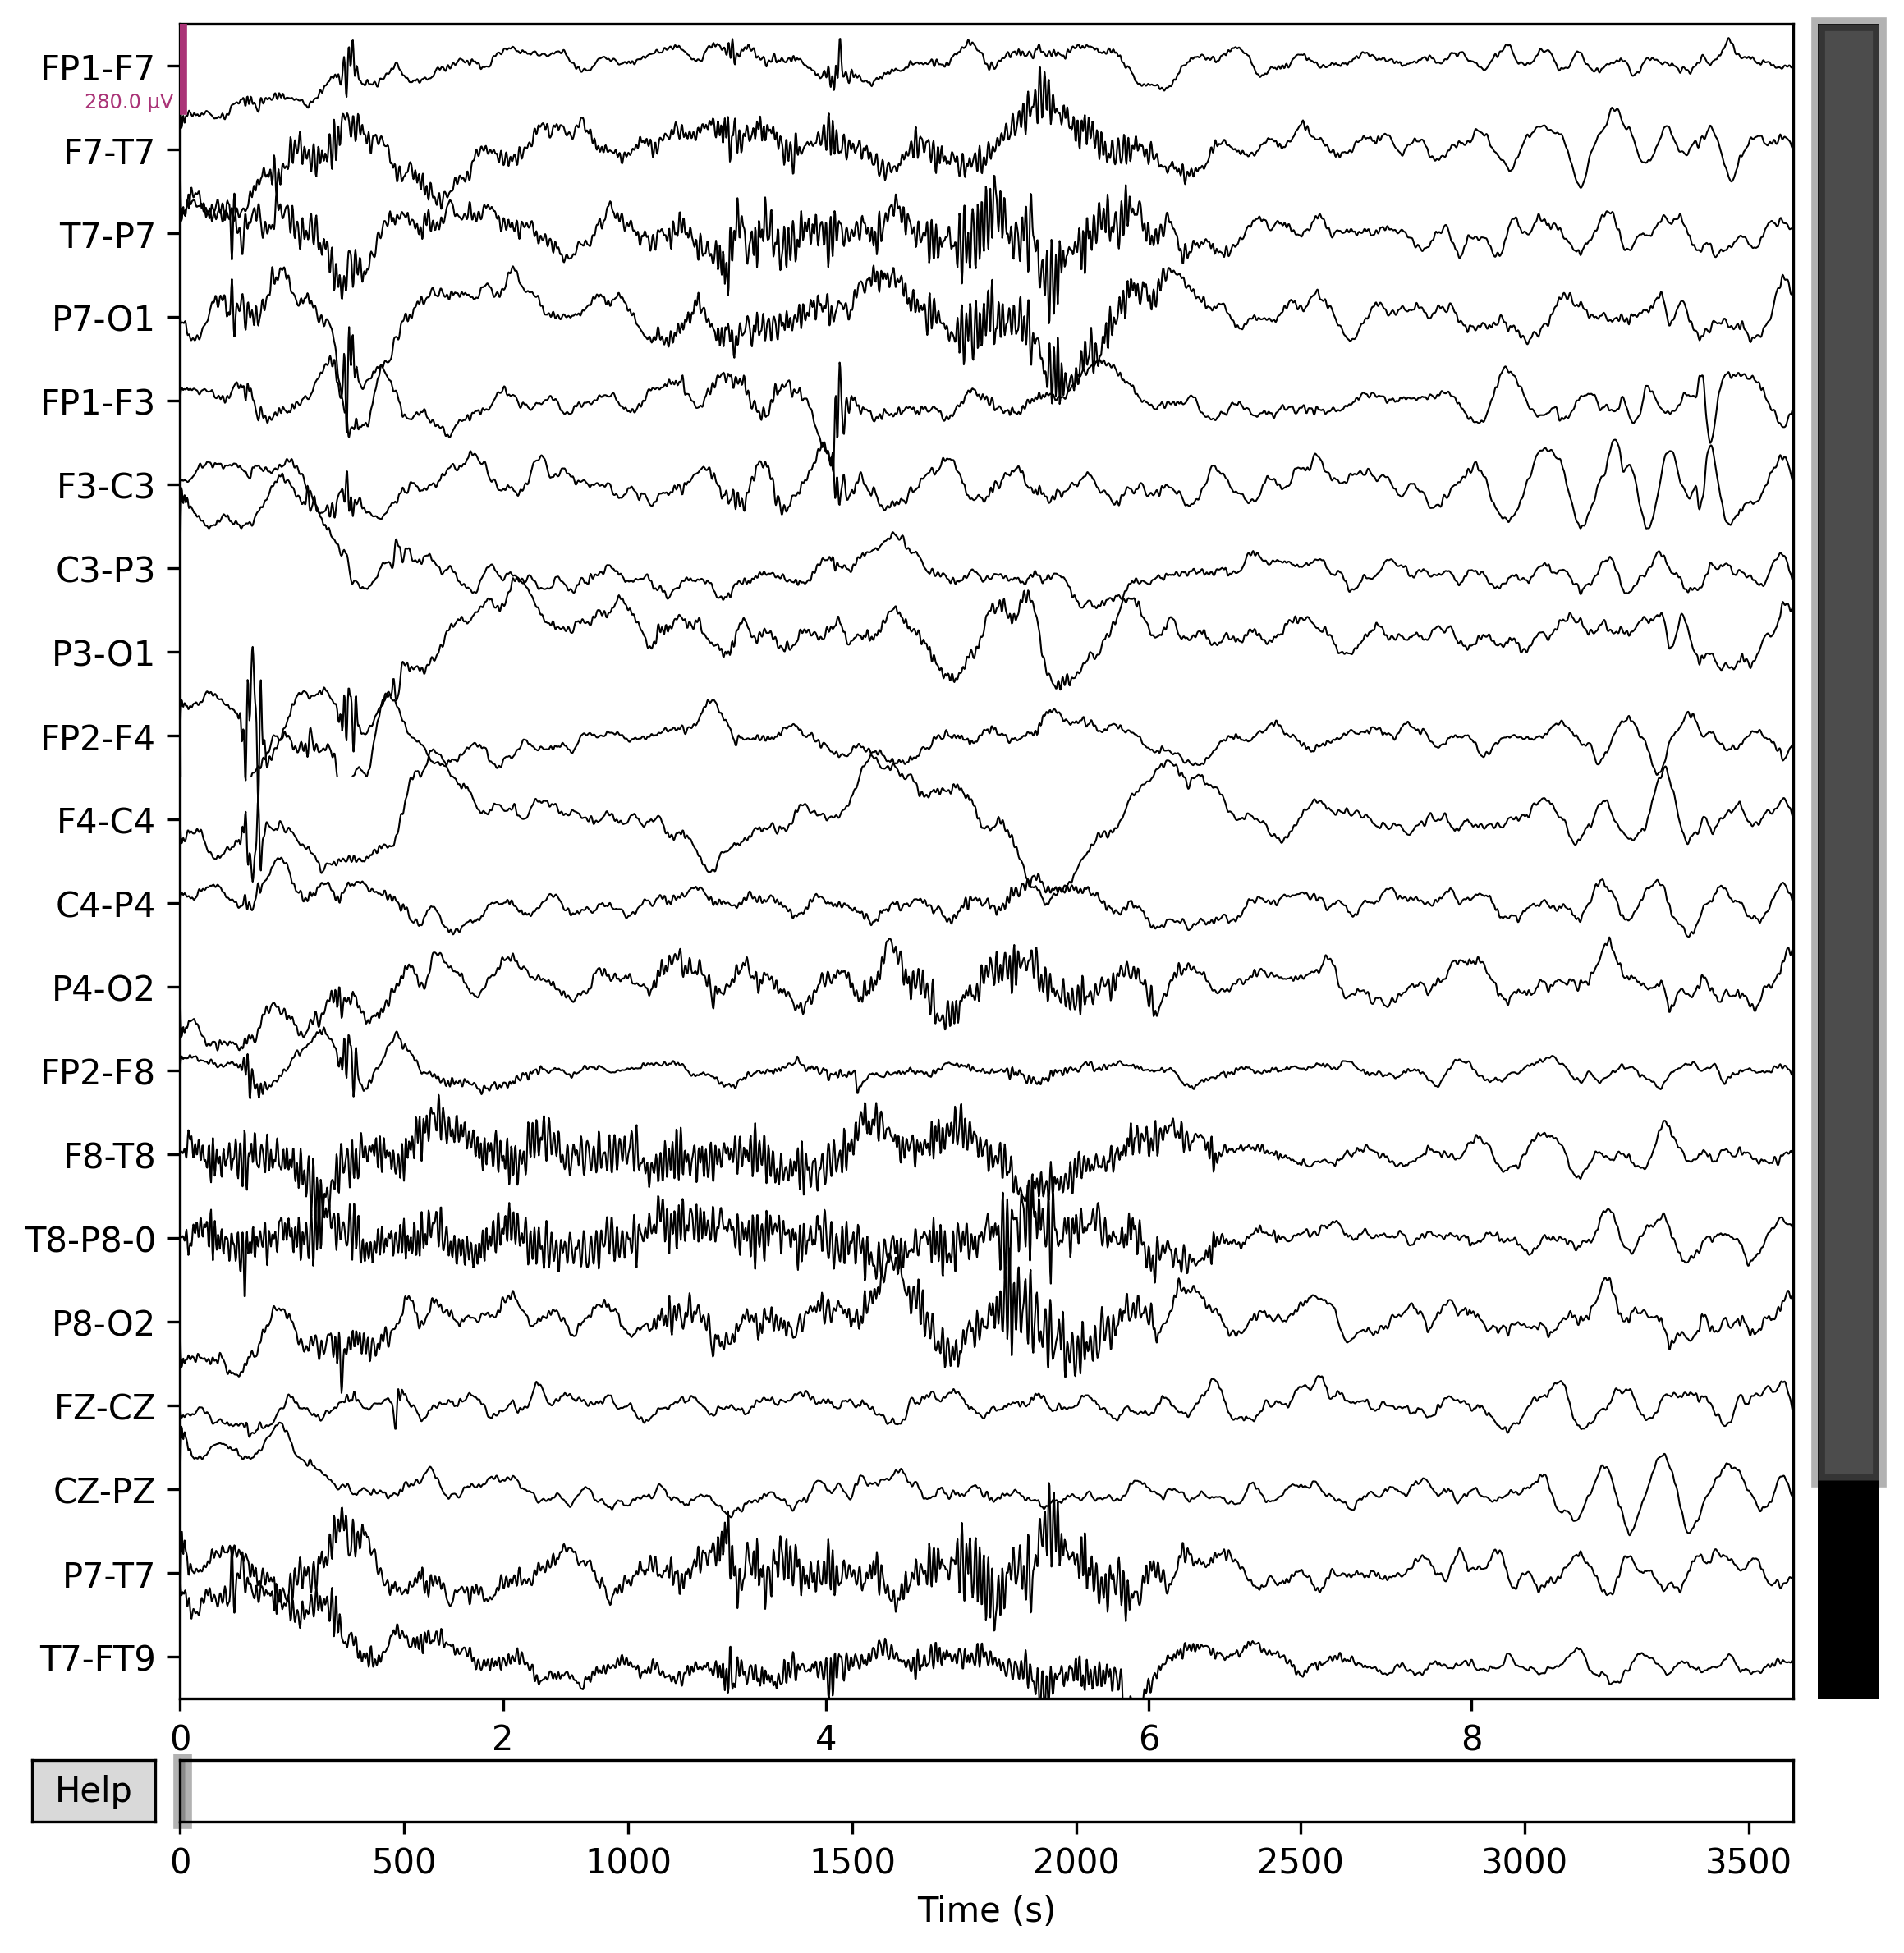 FP1-F7
280.0 µV
F7-T7
T7-P7
P7-O1
FP1-F3
F3-C3
C3-P3
P3-O1
FP2-F4
F4-C4
C4-P4
P4-O2
FP2-F8
F8-T8
T8-P8-0
P8-O2
FZ-CZ
CZ-PZ
P7-T7
T7-FT9
0 2 4 6 8
Help
0 500 1000 1500 2000 2500 3000 3500
Time (s)